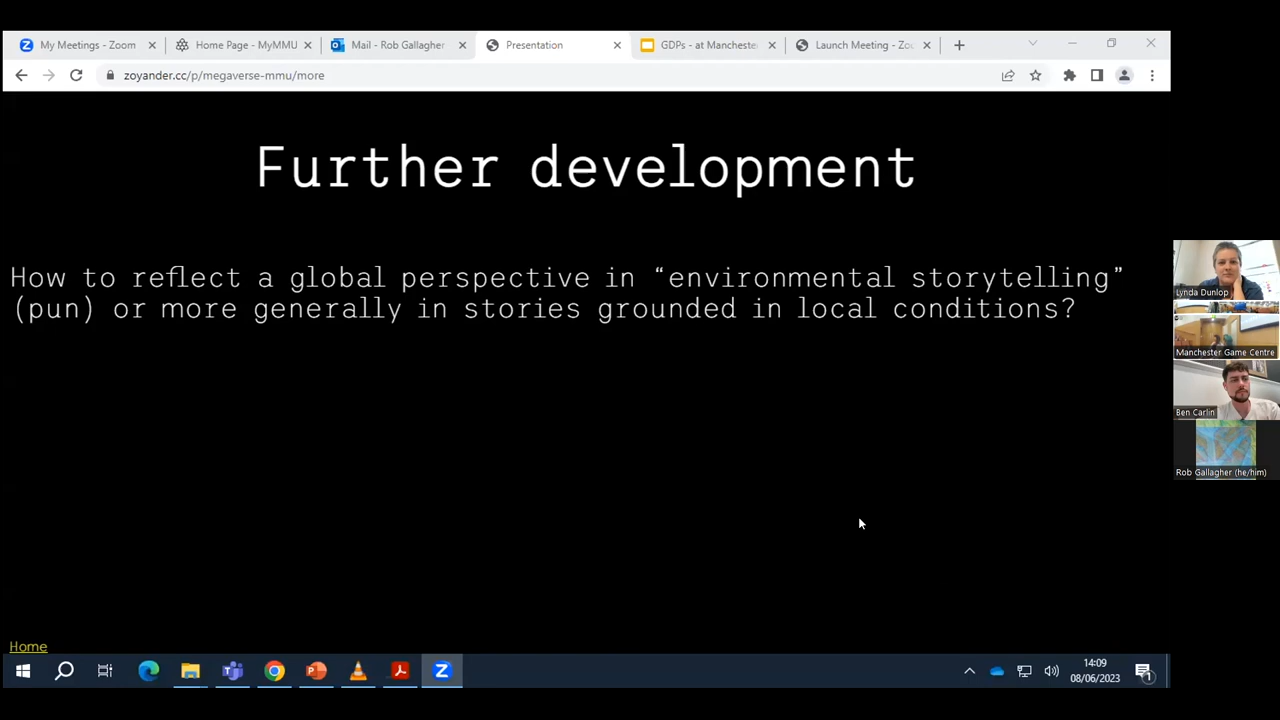 My Meetings - Zoom
Home Page - MyMMU
Mail - Rob Gallagher
Presentation
GDPs - at Mancheste
Launch Meeting - Zoo
zoyander.cc/p/megaverse-mmu/more
Further development
How to reflect a global perspective in “environmental storytelling”
(pun) or more generally in stories grounded in local conditions?
Lynda Dunlop
Manchester Game Centre
Ben Carlin
Rob Gallagher (he/him)
Home
14:09
08/06/2023
1